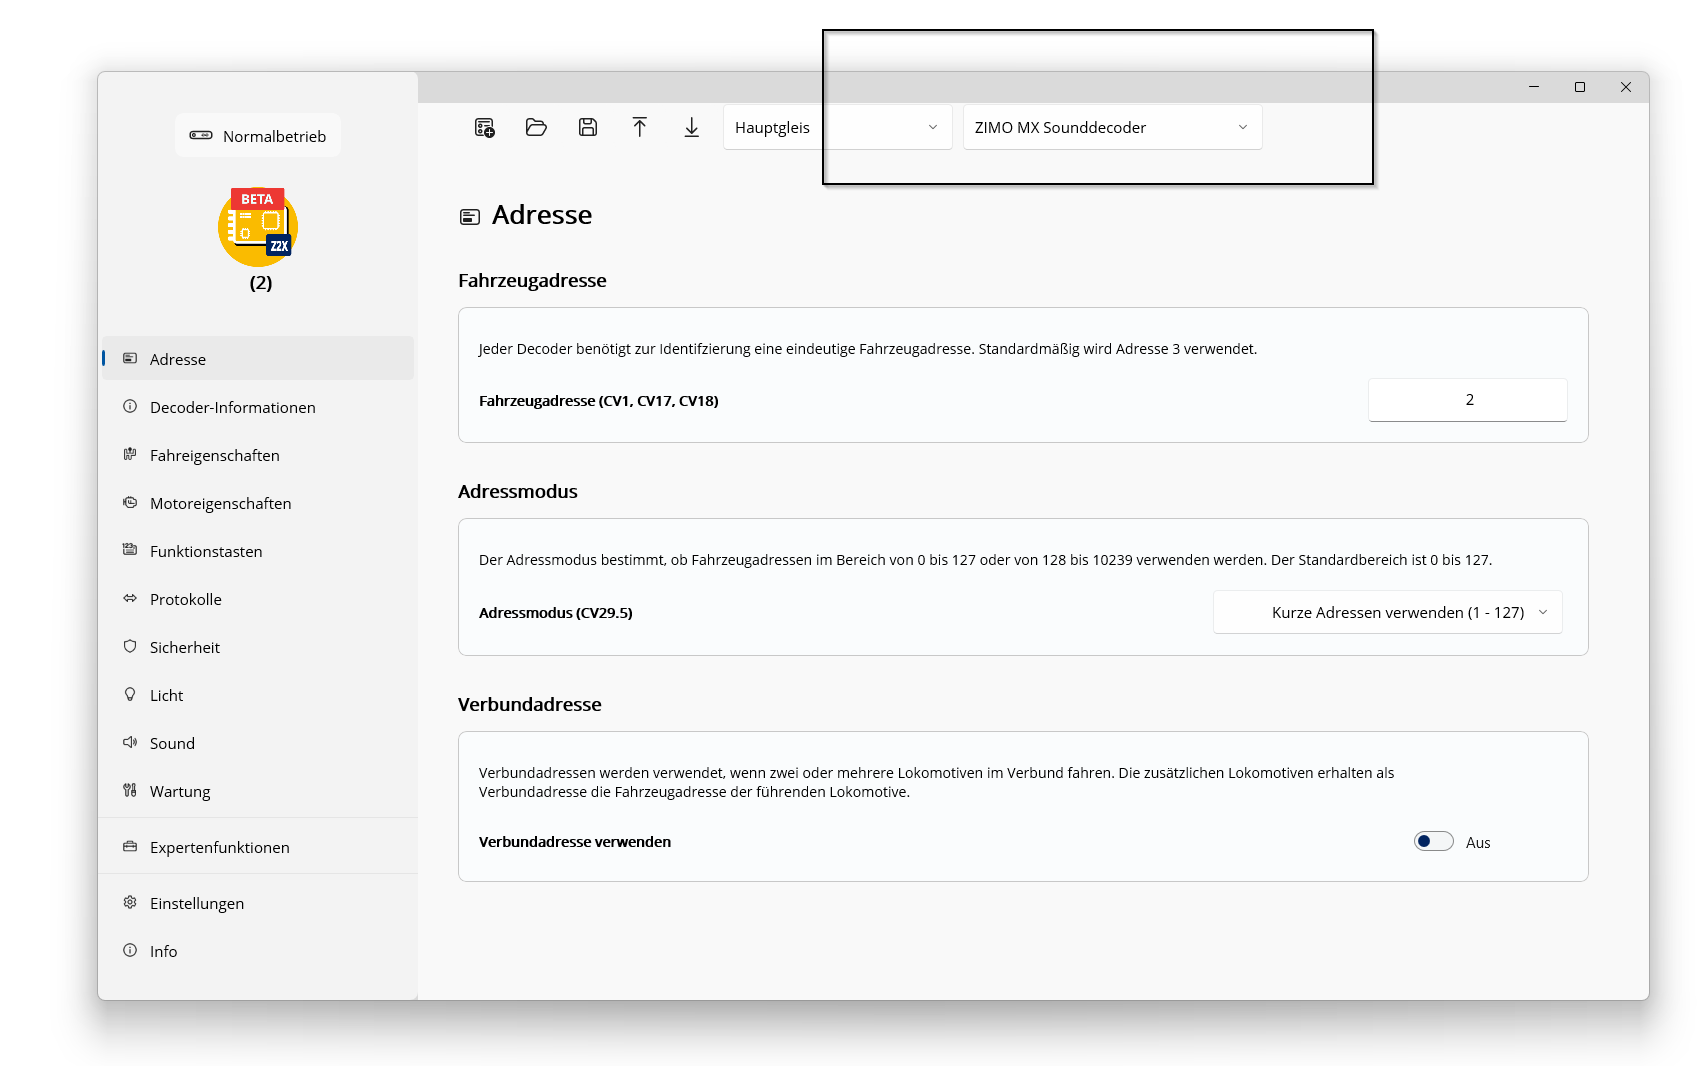 Normalbetrieb
BETA
Z2X
(2)
Adresse
Decoder-Informationen
Fahreigenschaften
Motoreigenschaften
Funktionstasten
Protokolle
Sicherheit
Licht
Sound
Wartung
Expertenfunktionen
Einstellungen
Info
Hauptgleis
ZIMO MX Sounddecoder
Adresse
Fahrzeugadresse
Jeder Decoder benötigt zur Identifzierung eine eindeutige Fahrzeugadresse. Standardmäßig wird Adresse 3 verwendet.
Fahrzeugadresse (CV1, CV17, CV18)
2
Adressmodus
Der Adressmodus bestimmt, ob Fahrzeugadressen im Bereich von 0 bis 127 oder von 128 bis 10239 verwenden werden. Der Standardbereich ist 0 bis 127.
Adressmodus (CV29.5)
Kurze Adressen verwenden (1 - 127)
Verbundadresse
Verbundadressen werden verwendet, wenn zwei oder mehrere Lokomotiven im Verbund fahren. Die zusätzlichen Lokomotiven erhalten als
Verbundadresse die Fahrzeugadresse der führenden Lokomotive.
Verbundadresse verwenden
Aus